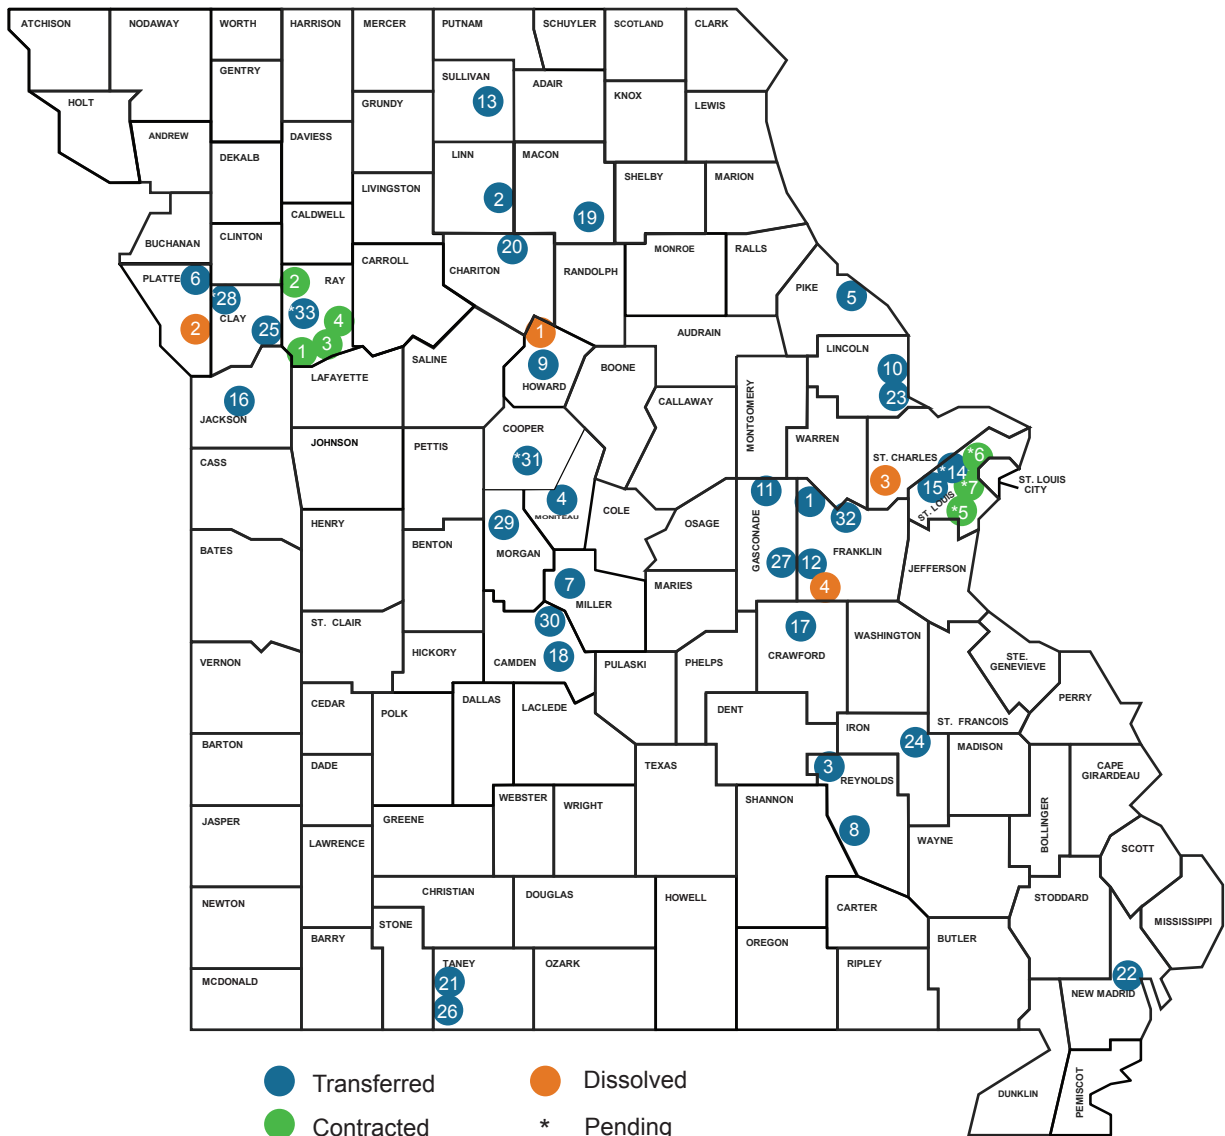 ATCHISON
NODAWAY
WORTH
HARRISON
MERCER
PUTNAM
SCHUYLER
SCOTLAND
CLARK
GENTRY
SULLIVAN
ADAIR
KNOX
LEWIS
HOLT
GRUNDY
13
ANDREW
DAVIESS
DEKALB
LINN
MACON
SHELBY
MARION
LIVINGSTON
2
19
CALDWELL
BUCHANAN
CLINTON
20
CARROLL
CHARITON
RANDOLPH
MONROE
RALLS
PLATTE
6
2
RAY
PIKE
5
*28
CLAY
*33
4
2
25
1
3
1
AUDRAIN
SALINE
LINCOLN
9
HOWARD
BOONE
10
LAFAYETTE
23
16
JACKSON
CALLAWAY
MONTGOMERY
COOPER
WARREN
JOHNSON
PETTIS
CASS
*31
ST. CHARLES
*6
*14
ST. LOUIS
CITY
3
15
*7
ST. LOUIS
*5
4
MONITEAU
11
1
32
29
COLE
OSAGE
HENRY
MORGAN
BENTON
BATES
GASCONADE
FRANKLIN
27
12
JEFFERSON
7
MILLER
MARIES
4
ST. CLAIR
30
17
WASHINGTON
HICKORY
CAMDEN
18
CRAWFORD
STE.
GENEVIEVE
VERNON
PULASKI
PHELPS
CEDAR
POLK
DALLAS
LACLEDE
DENT
PERRY
IRON
ST. FRANCOIS
BARTON
24
MADISON
DADE
TEXAS
3
REYNOLDS
CAPE
GIRARDEAU
WEBSTER
WRIGHT
SHANNON
JASPER
GREENE
8
BOLLINGER
LAWRENCE
WAYNE
SCOTT
CHRISTIAN
DOUGLAS
HOWELL
STODDARD
NEWTON
CARTER
MISSISSIPPI
STONE
BARRY
OREGON
BUTLER
TANEY
OZARK
RIPLEY
MCDONALD
21
22
NEW MADRID
26
DUNKLIN
PEMISCOT
Transferred
Dissolved
Contracted
* Pending